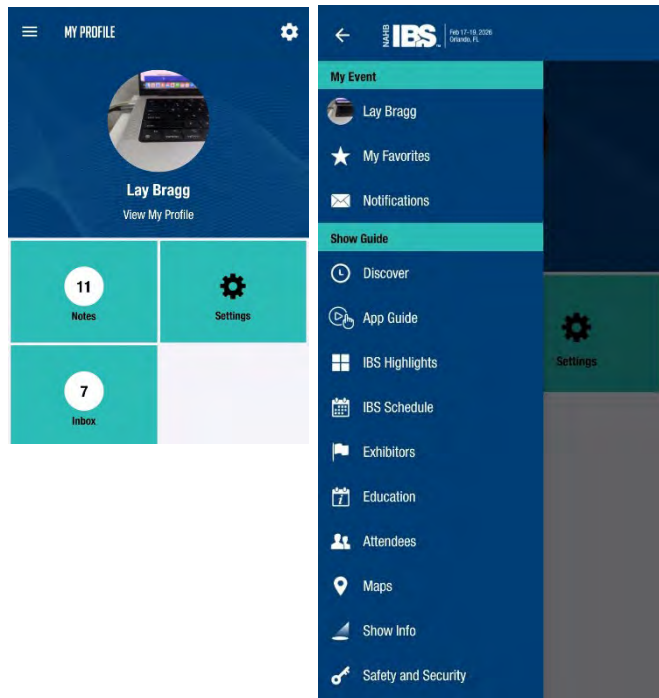 MY PROFILE
Lay Bragg
View My Profile
11
Notes
Settings
7
Inbox
NAHB
IBS
Feb 17-19, 2026
Orlando, FL
My Event
Lay Bragg
My Favorites
Notifications
Show Guide
Discover
App Guide
IBS Highlights
IBS Schedule
Exhibitors
Education
Attendees
Maps
Show Info
Safety and Security
Settings